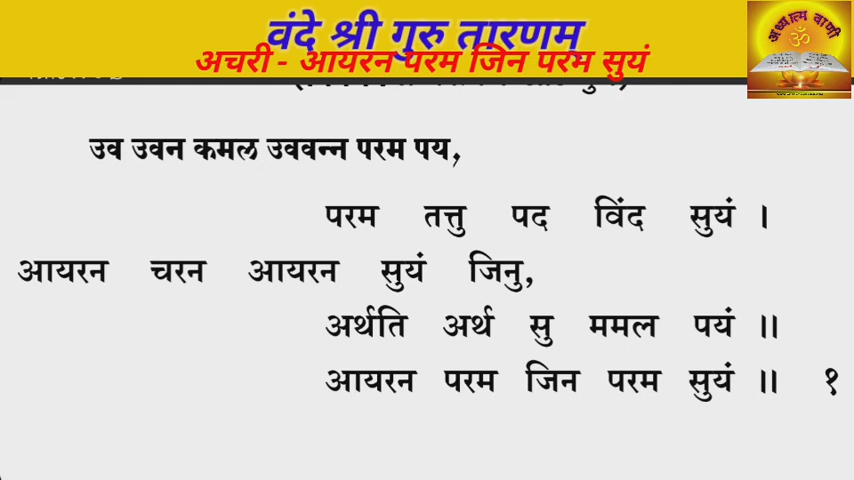 वंदे श्री गुरु तारणम
अचरी - आयरन परम जिन परम सुयं
अध्यात्म वाणी
उव उवन कमल उववन्न परम पय,
परम तत्तु पद विंद सुयं ।
आयरन चरन आयरन सुयं जिनु,
अर्थति अर्थ सु ममल पयं ॥
आयरन परम जिन परम सुयं ॥ १